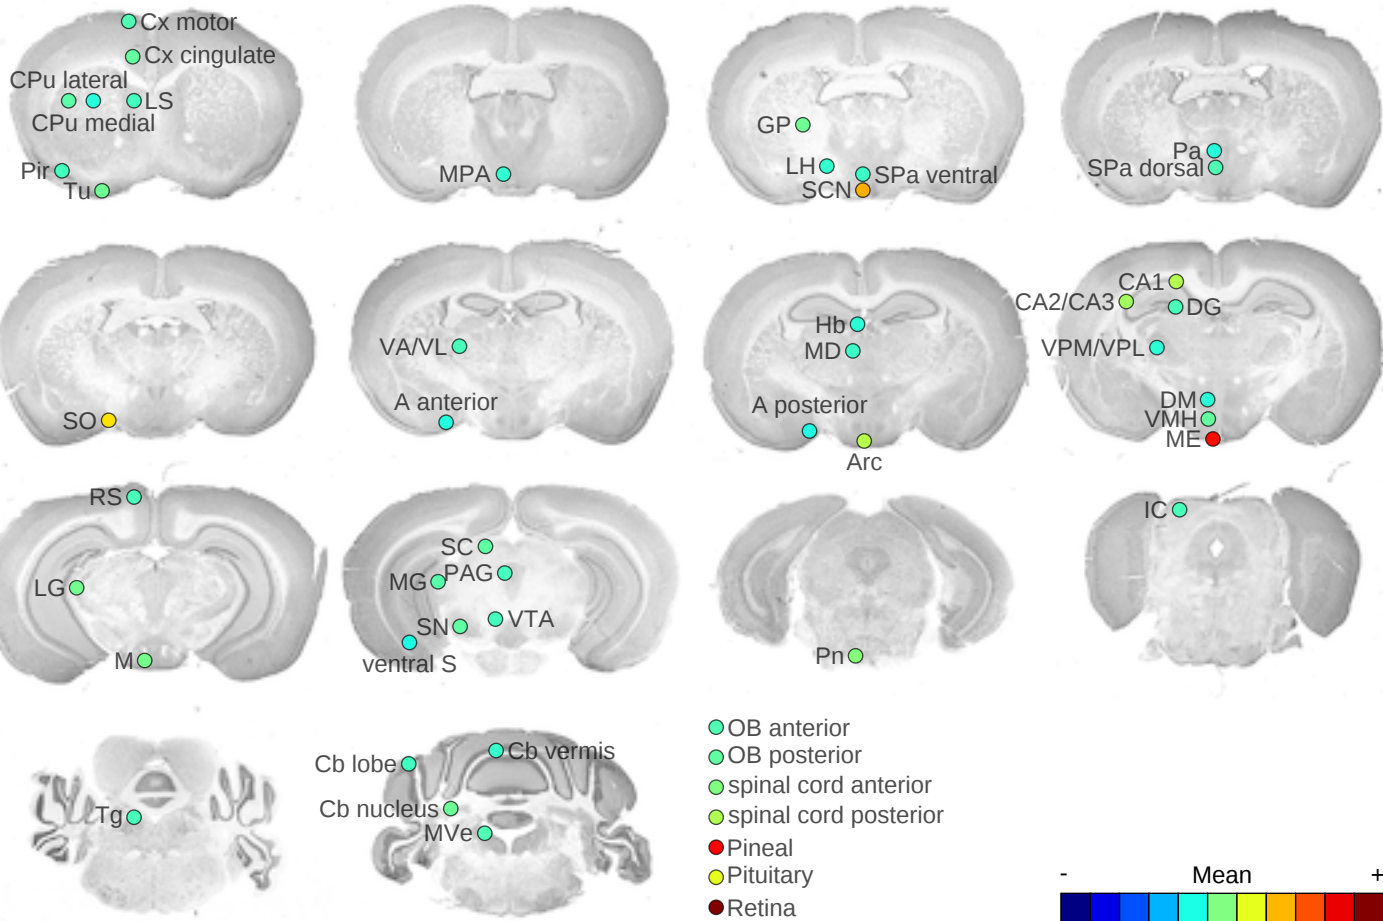 Cx motor
Cx cingulate
CPu lateral
LS
CPu medial
Pir
Tu
MPA
GP
LH
SPa ventral
SCN
Pa
SPa dorsal
SO
VA/VL
A anterior
Hb
MD
A posterior
Arc
CA1
CA2/CA3
DG
VPM/VPL
DM
VMH
ME
RS
LG
M
SC
PAG
MG
VTA
SN
ventral S
Pn
IC
Tg
Cb vermis
Cb lobe
Cb nucleus
MVe
OB anterior
OB posterior
spinal cord anterior
spinal cord posterior
Pineal
Pituitary
Retina
- Mean +